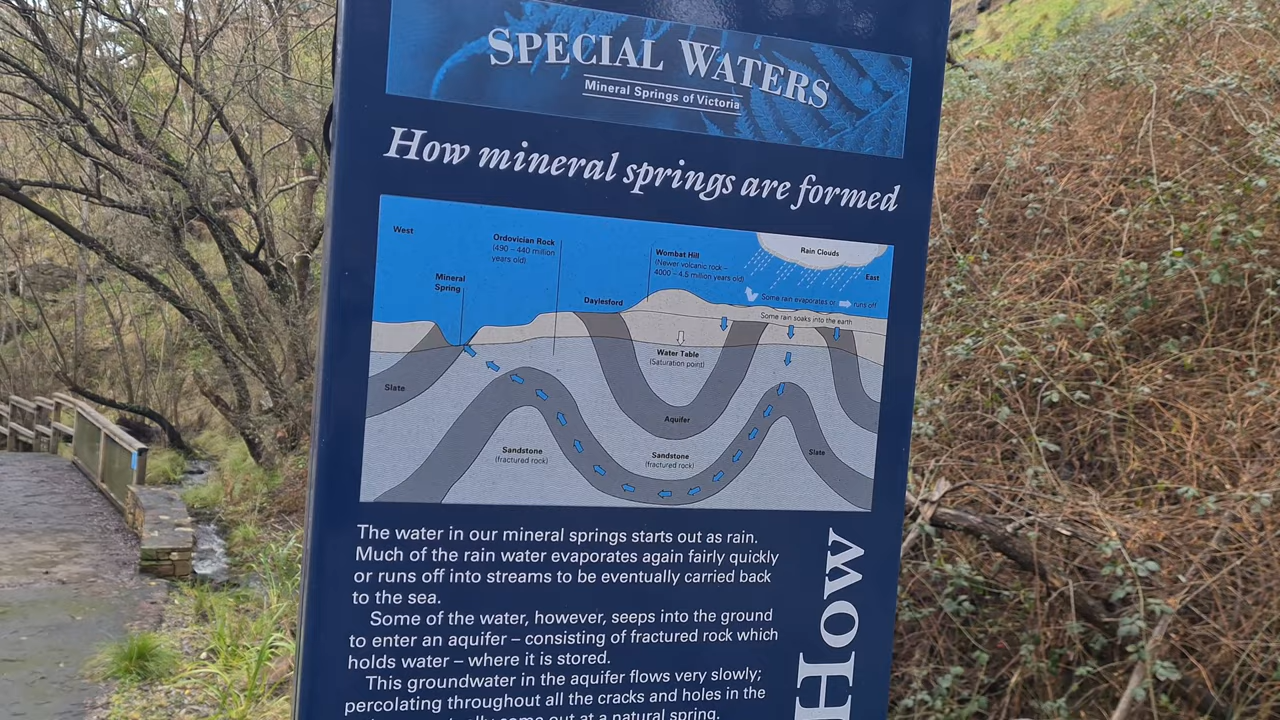 SPECIAL WATERS
Mineral Springs of Victoria
How mineral springs are formed
West
Ordovician Rock
(490 – 440 million
years old)
Wombat Hill
(Newer volcanic rock –
4000 – 4.5 million years old)
Rain Clouds
East
Mineral
Spring
Daylesford
Some rain evaporates or
runs off
Some rain soaks into the earth
Water Table
(Saturation point)
Slate
Aquifer
Sandstone
(fractured rock)
Sandstone
(fractured rock)
Slate
The water in our mineral springs starts out as rain.
Much of the rain water evaporates again fairly quickly
or runs off into streams to be eventually carried back
to the sea.
Some of the water, however, seeps into the ground
to enter an aquifer – consisting of fractured rock which
holds water – where it is stored.
This groundwater in the aquifer flows very slowly;
percolating throughout all the cracks and holes in the
come out at a natural spring.
How